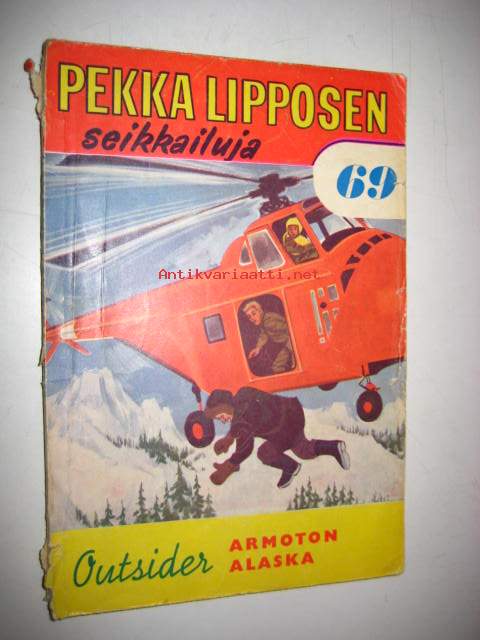 PEKKA LIPPOSEN
seikkailuja
69
Antikvariaatti.net
Outsider
ARMOTON
ALASKA